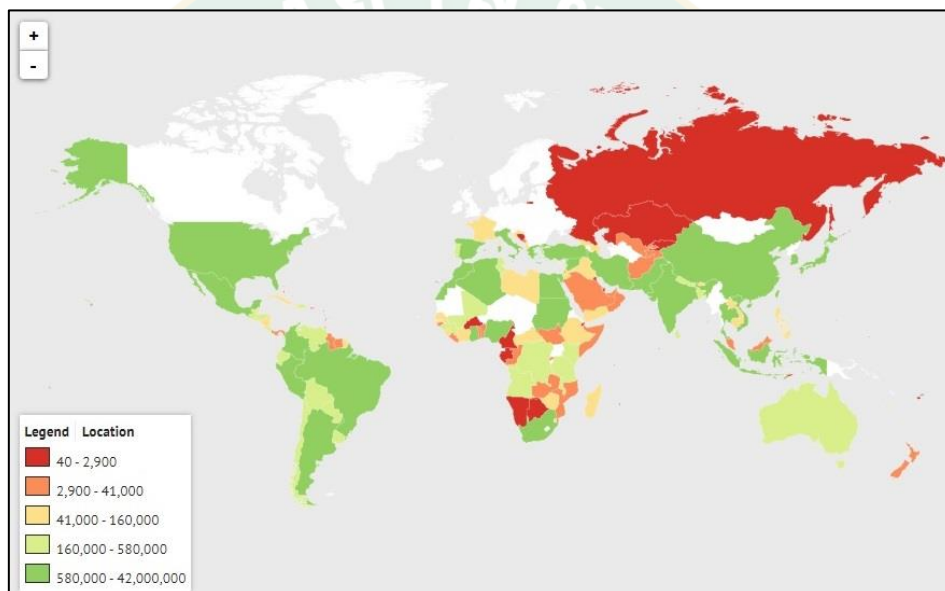 +
-
Legend Location
40 - 2,900
2,900 - 41,000
41,000 - 160,000
160,000 - 580,000
580,000 - 42,000,000